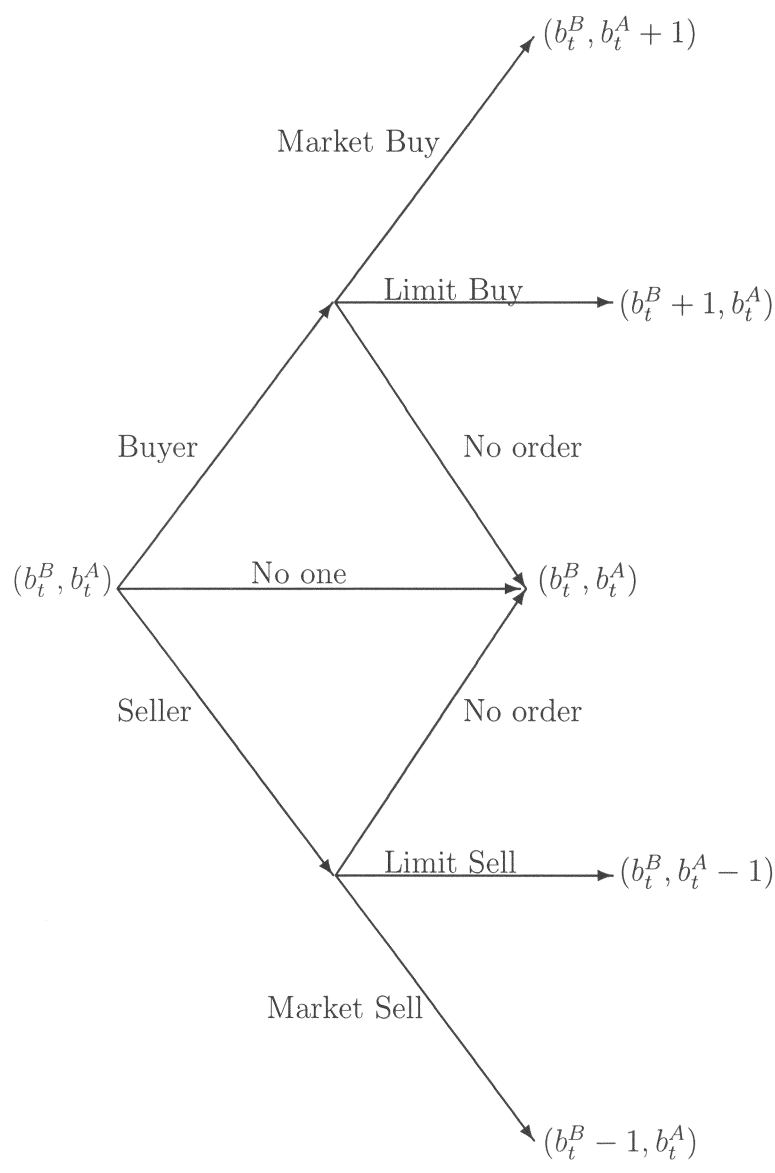 (b_t^B, b_t^A + 1)
Market Buy
Limit Buy
(b_t^B + 1, b_t^A)
Buyer
No order
(b_t^B, b_t^A)
No one
(b_t^B, b_t^A)
Seller
No order
Limit Sell
(b_t^B, b_t^A − 1)
Market Sell
(b_t^B − 1, b_t^A)